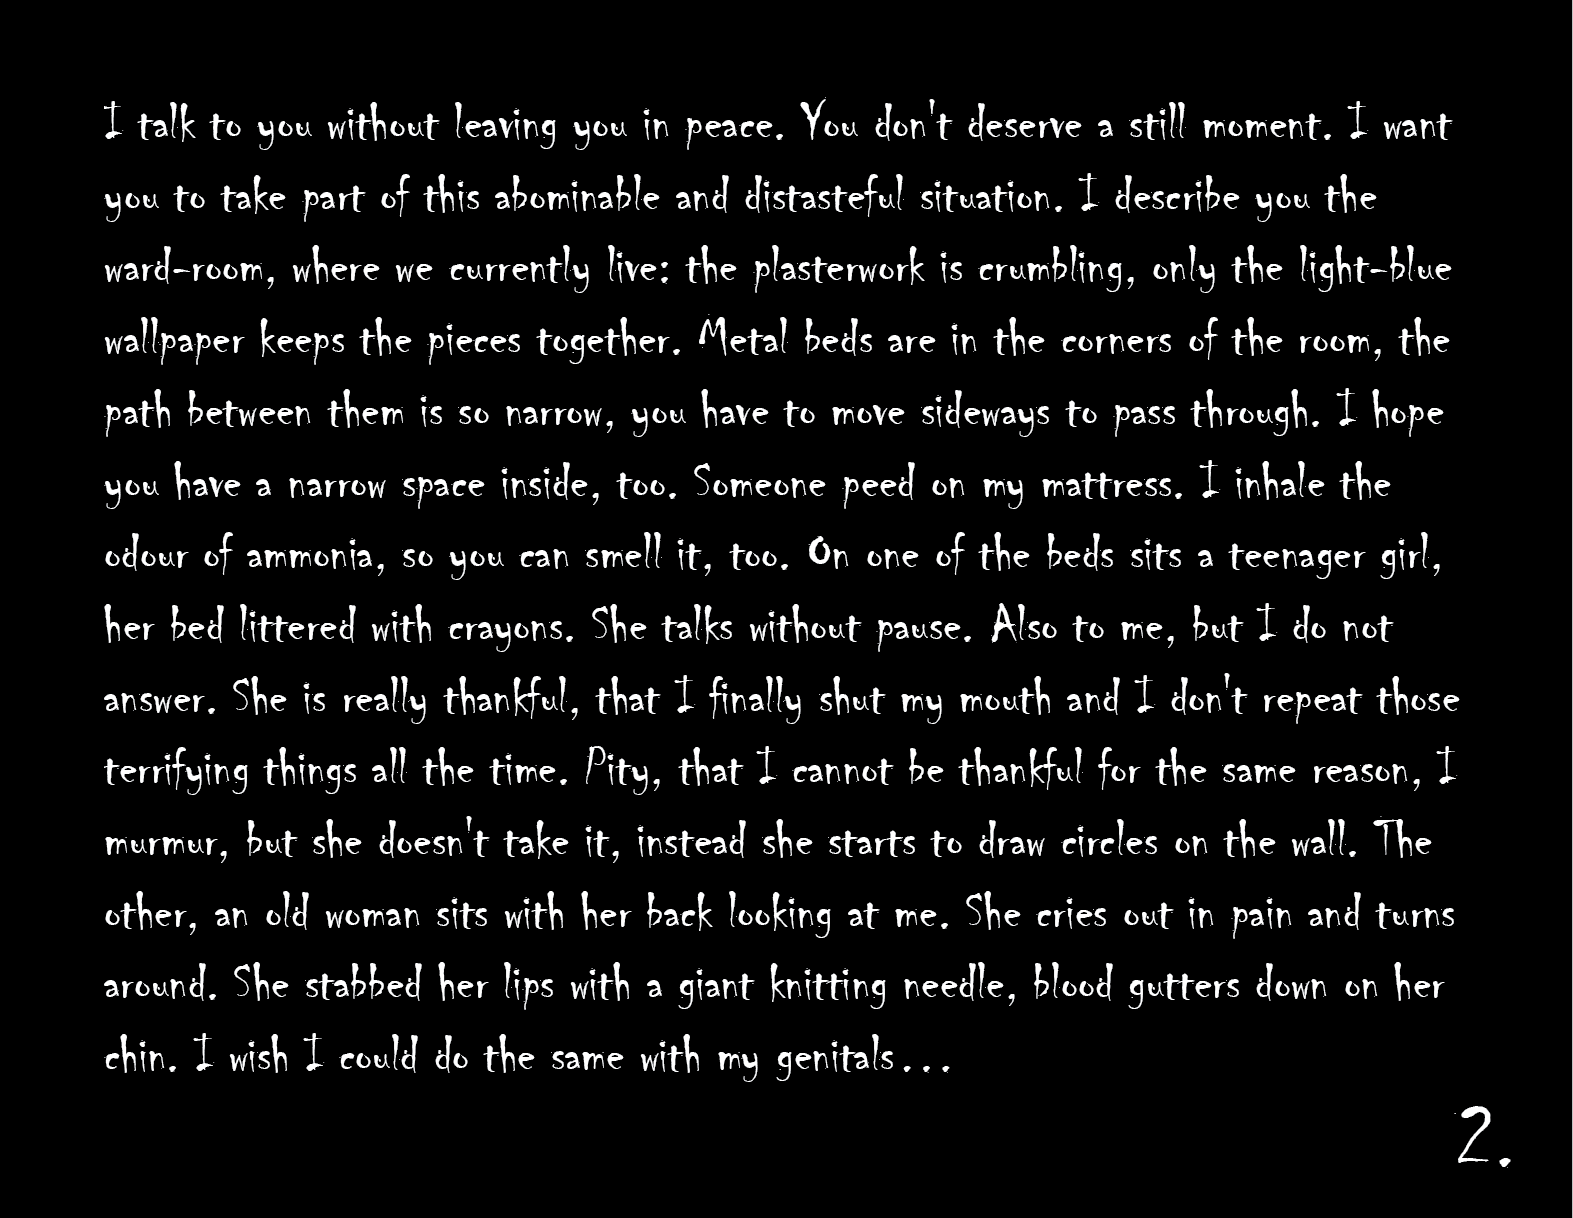 I talk to you without leaving you in peace. You don't deserve a still moment. I want
you to take part of this abominable and distasteful situation. I describe you the
ward-room, where we currently live: the plasterwork is crumbling, only the light-blue
wallpaper keeps the pieces together. Metal beds are in the corners of the room, the
path between them is so narrow, you have to move sideways to pass through. I hope
you have a narrow space inside, too. Someone peed on my mattress. I inhale the
odour of ammonia, so you can smell it, too. On one of the beds sits a teenager girl,
her bed littered with crayons. She talks without pause. Also to me, but I do not
answer. She is really thankful, that I finally shut my mouth and I don't repeat those
terrifying things all the time. Pity, that I cannot be thankful for the same reason, I
murmur, but she doesn't take it, instead she starts to draw circles on the wall. The
other, an old woman sits with her back looking at me. She cries out in pain and turns
around. She stabbed her lips with a giant knitting needle, blood gutters down on her
chin. I wish I could do the same with my genitals...
2.